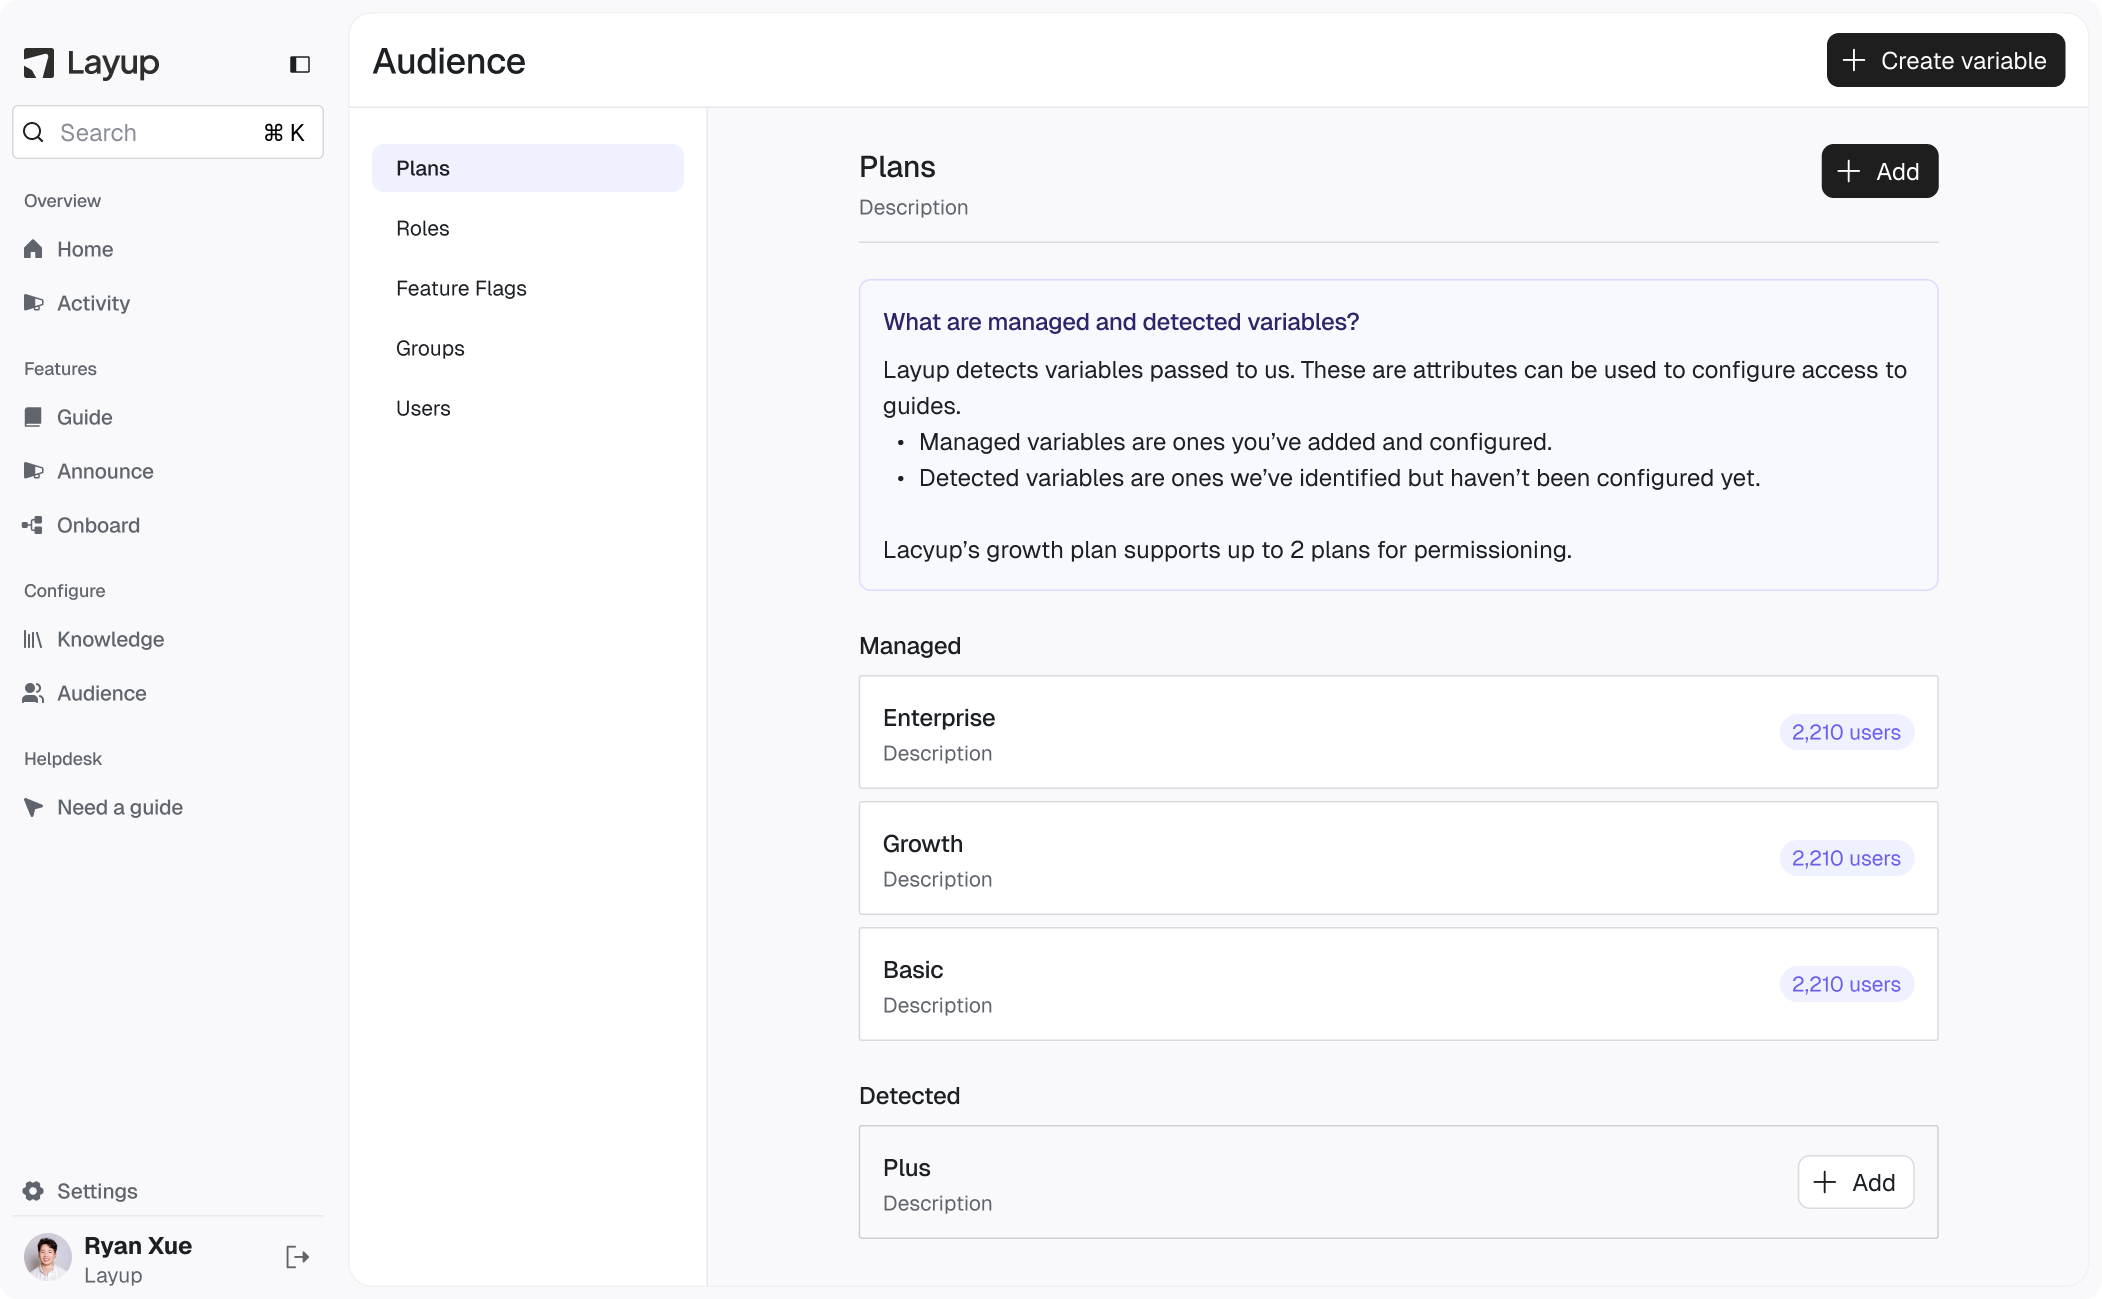 Layup
Search
⌘ K
Overview
Home
Activity
Features
Guide
Announce
Onboard
Configure
Knowledge
Audience
Helpdesk
Need a guide
Settings
Ryan Xue
Layup
Audience
Create variable
Plans
Roles
Feature Flags
Groups
Users
Plans
Add
Description
What are managed and detected variables?
Layup detects variables passed to us. These are attributes can be used to configure access to
guides.
• Managed variables are ones you’ve added and configured.
• Detected variables are ones we’ve identified but haven’t been configured yet.
Lacyup’s growth plan supports up to 2 plans for permissioning.
Managed
Enterprise
Description
2,210 users
Growth
Description
2,210 users
Basic
Description
2,210 users
Detected
Plus
Description
Add